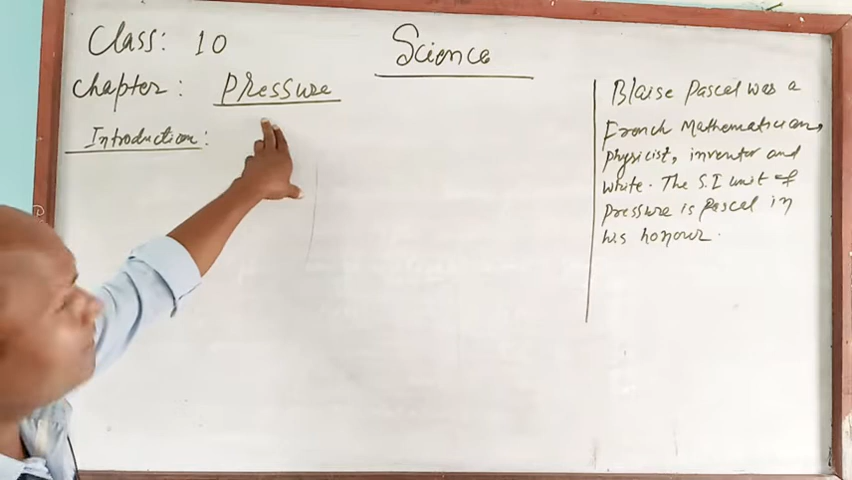 Class: 10
Science
Chapter: Pressure
Introduction:
Blaise Pascal was a
French Mathematician,
physicist, inventor and
white. The S.I unit of
pressure is pascal in
his honour.